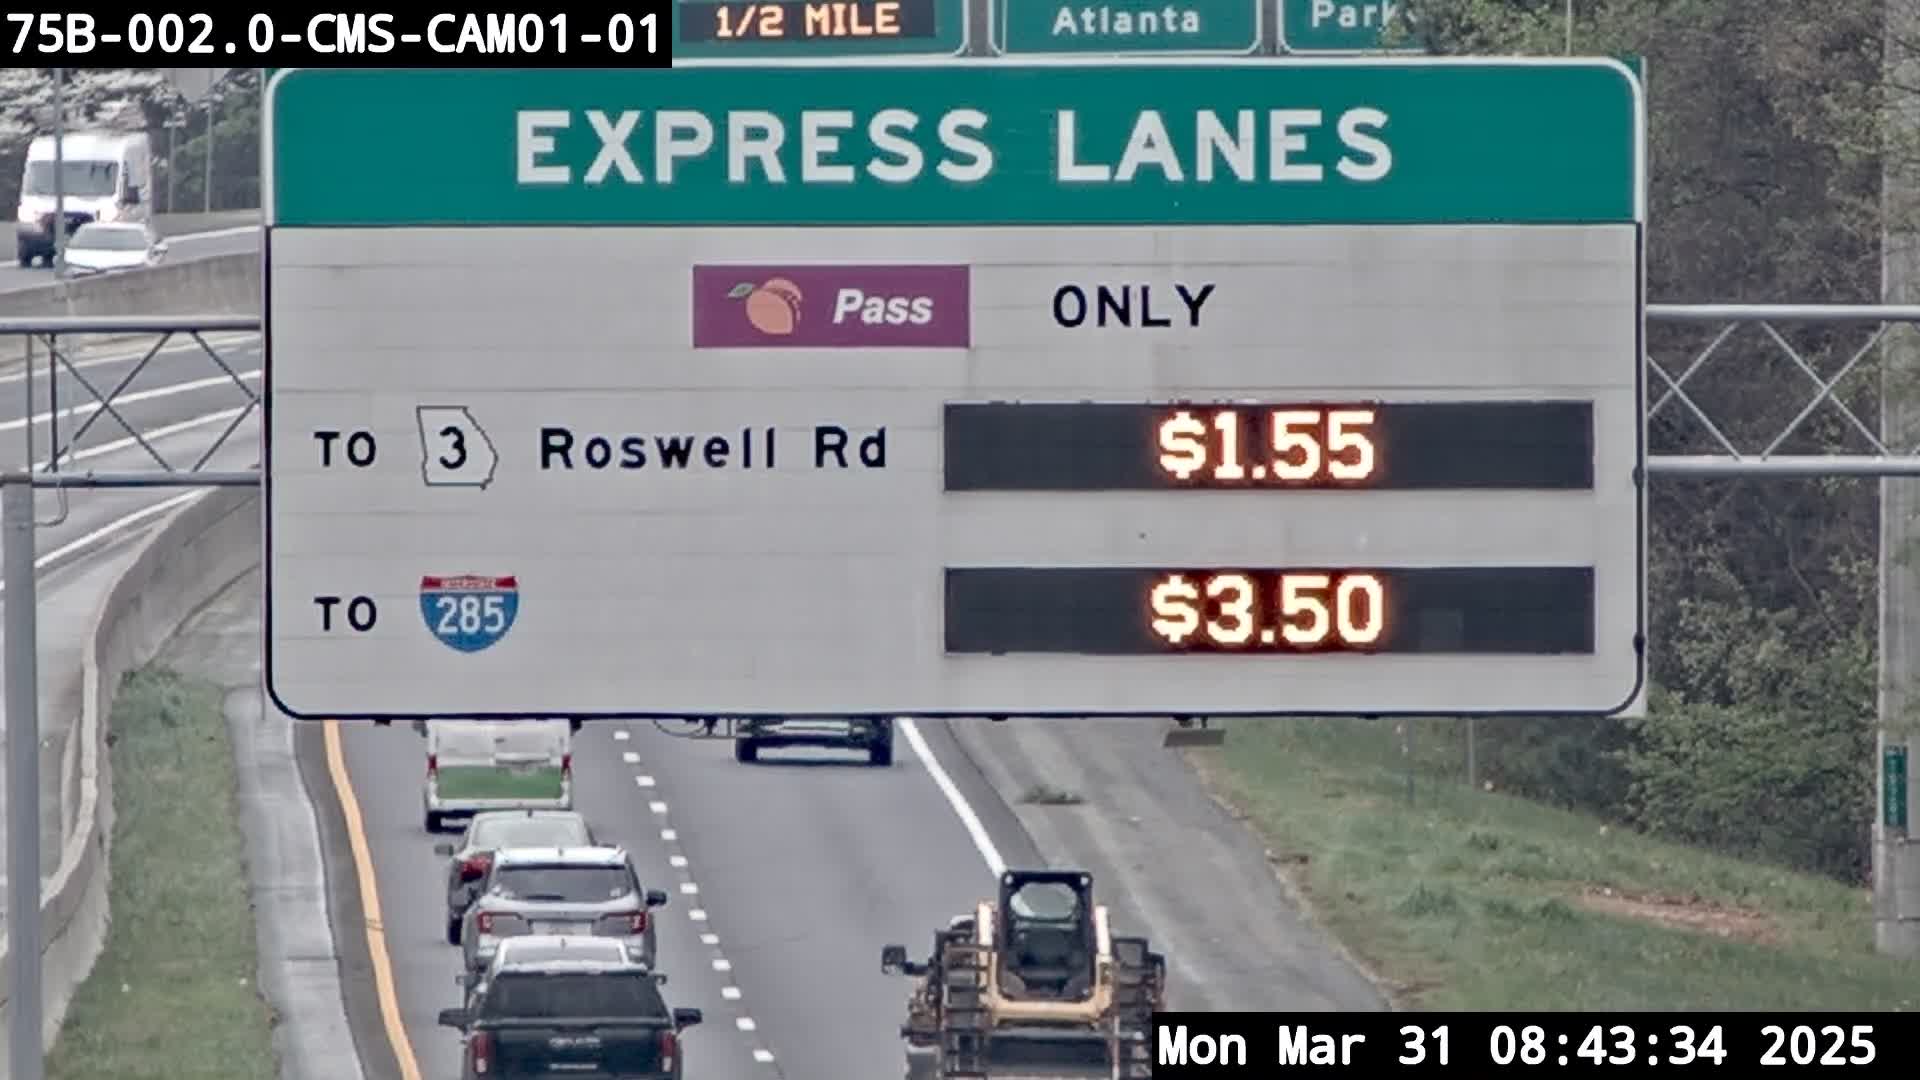 75B-002.0-CMS-CAM01-01
1/2 MILE
Atlanta
Park
EXPRESS LANES
Pass ONLY
TO 3 Roswell Rd $1.55
TO 285 $3.50
Mon Mar 31 08:43:34 2025